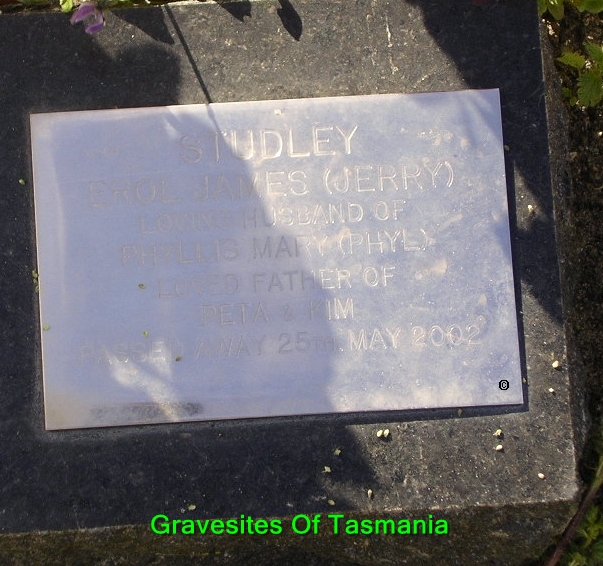 STUDLEY
EROL JAMES (JERRY)
LOVING HUSBAND OF
PHYLLIS MARY (PHYL)
LOVED FATHER OF
PETA & KIM
PASSED AWAY 25TH. MAY 2002
©
Gravesites Of Tasmania